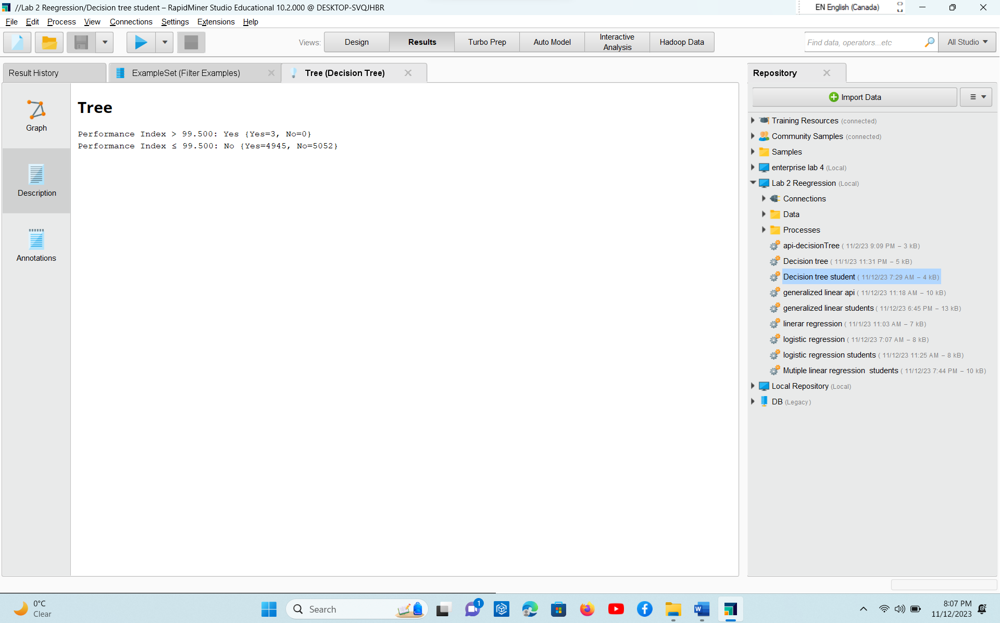 //Lab 2 Reegression/Decision tree student – RapidMiner Studio Educational 10.2.000 @ DESKTOP-SVQJHBR
EN English (Canada)
File Edit Process View Connections Settings Extensions Help
Views: Design Results Turbo Prep Auto Model Interactive Analysis Hadoop Data
Find data, operators...etc
All Studio
Result History
ExampleSet (Filter Examples)
Tree (Decision Tree)
Repository
Graph
Description
Annotations
Tree
Performance Index > 99.500: Yes {Yes=3, No=0}
Performance Index ≤ 99.500: No {Yes=4945, No=5052}
Import Data
Training Resources (connected)
Community Samples (connected)
Samples
enterprise lab 4 (Local)
Lab 2 Reegression (Local)
Connections
Data
Processes
api-decisionTree ( 11/2/23 9:09 PM – 3 kB)
Decision tree ( 11/1/23 11:31 PM – 5 kB)
Decision tree student ( 11/12/23 7:29 AM – 4 kB)
generalized linear api ( 11/12/23 11:18 AM – 10 kB)
generalized linear students ( 11/12/23 6:45 PM – 13 kB)
linerar regression ( 11/1/23 11:03 AM – 7 kB)
logistic regression ( 11/12/23 7:07 AM – 8 kB)
logistic regression students ( 11/12/23 11:25 AM – 8 kB)
Mutiple linear regression  students ( 11/12/23 7:44 PM – 10 kB)
Local Repository (Local)
DB (Legacy)
0°C
Clear
Search
1
8:07 PM
11/12/2023